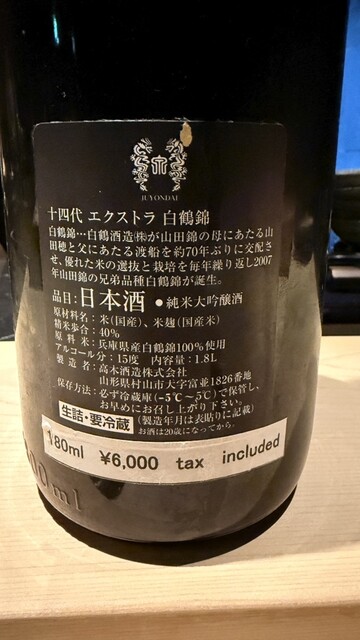 JUYONDAI
十四代 エクストラ 白鶴錦
白鶴錦…白鶴酒造㈱が山田錦の母にあたる山
田穂と父にあたる渡船を約70年ぶりに交配さ
せ、優れた米の選抜と栽培を毎年繰り返し2007
年山田錦の兄弟品種白鶴錦が誕生。
品目：日本酒 ●純米大吟醸酒
原材料名：米（国産）、米麹（国産米）
精米歩合：40%
原料米：兵庫県産白鶴錦100%使用
アルコール分：15度 内容量：1.8L
製造者：高木酒造株式会社
山形県村山市大字富並1826番地
保存方法：必ず冷蔵庫（-5℃～5℃）で保管し、
お早めにお召し上がり下さい。
生詰・要冷蔵 （製造年月は表貼りに記載）
お酒は20歳になってから。
180ml ¥6,000 tax included
00ml